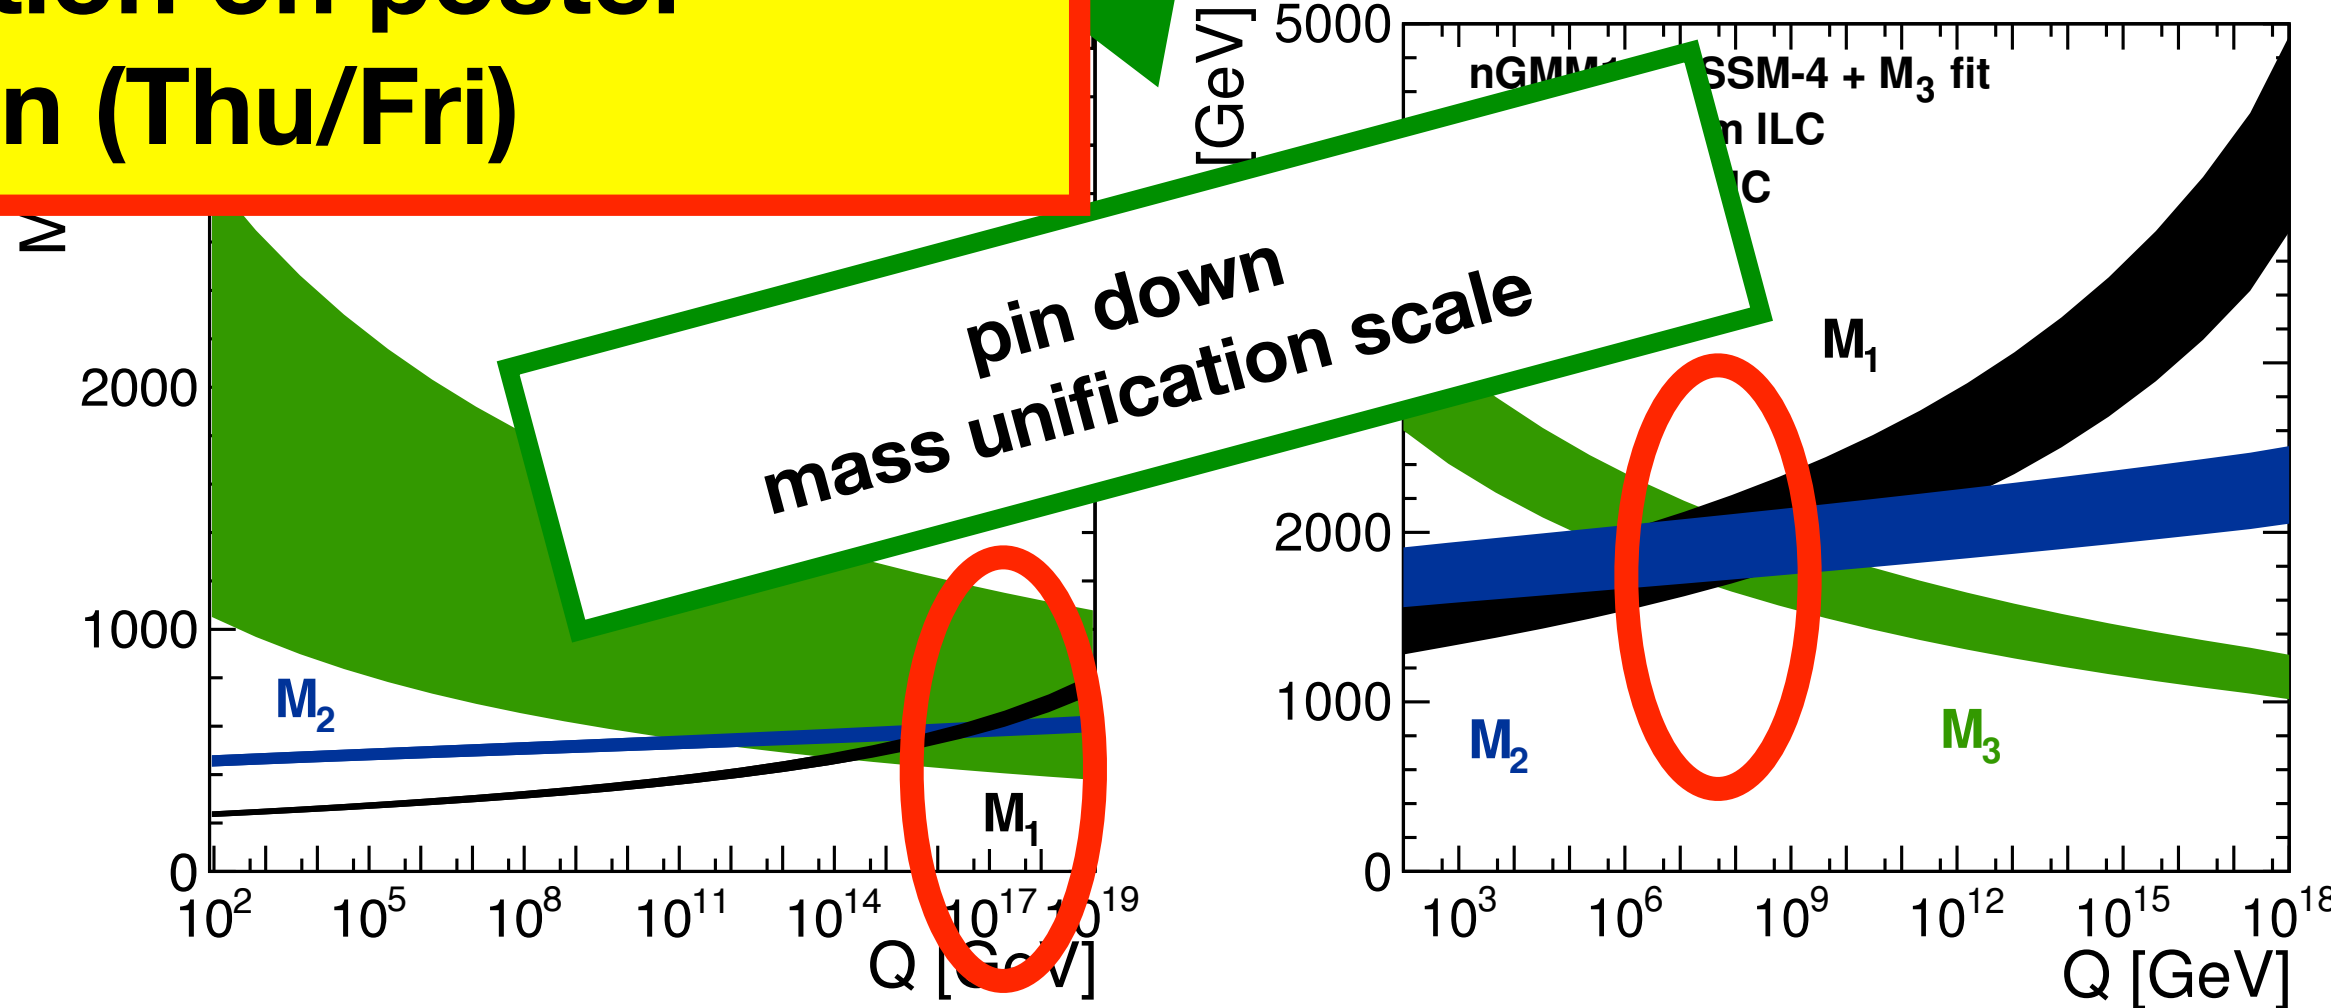 n (Thu/Fri)
2000
1000
0
M2
M1
10^2 10^5 10^8 10^11 10^14 10^17 10^19
Q [GeV]
pin down
mass unification scale
[GeV]
5000
2000
1000
0
nGMM1 SSM-4 + M3 fit
ILC
M1
M2
M3
10^3 10^6 10^9 10^12 10^15 10^18
Q [GeV]